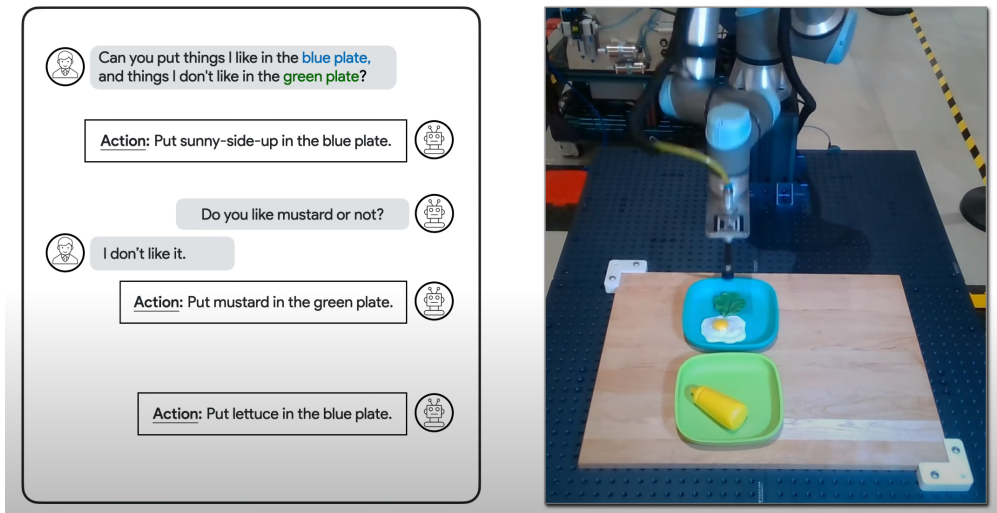 Can you put things I like in the blue plate,
and things I don't like in the green plate?
Action: Put sunny-side-up in the blue plate.
Do you like mustard or not?
I don't like it.
Action: Put mustard in the green plate.
Action: Put lettuce in the blue plate.